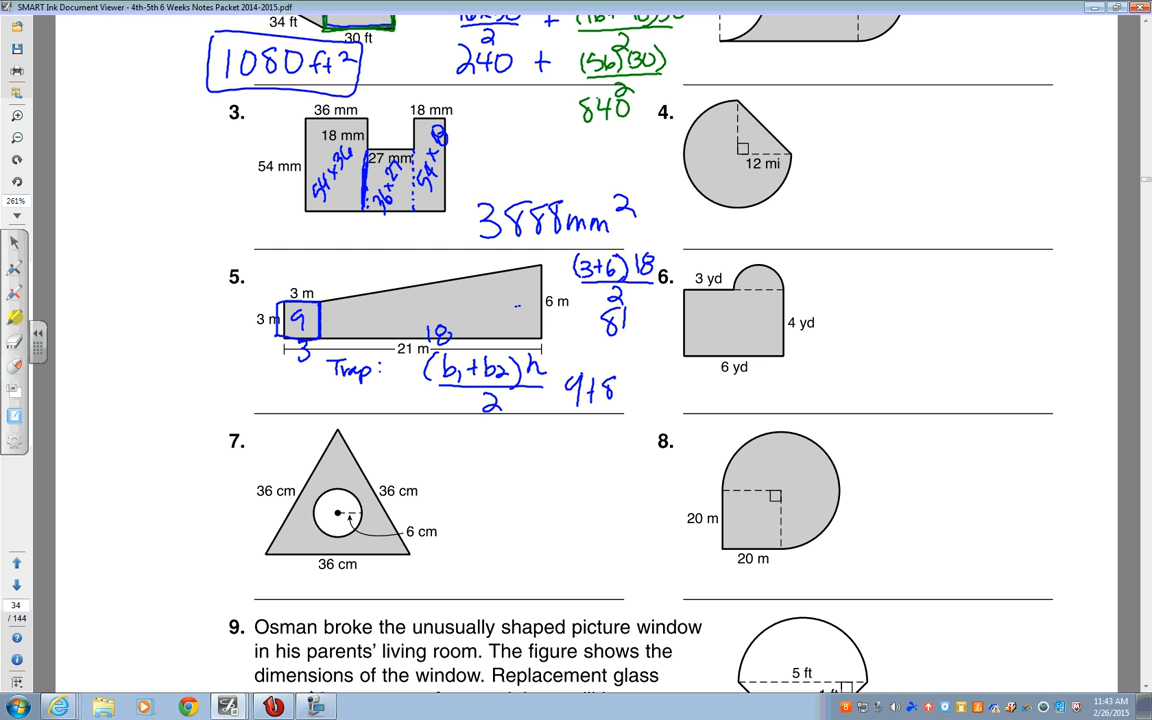 SMART Ink Document Viewer - 4th-5th 6 Weeks Notes Packet 2014-2015.pdf
34 ft
30 ft
1080 ft²
2 + 2
240 + (56)(30)
2
840
3.
36 mm
18 mm
18 mm
54 mm
27 mm
54 x 36
36 x 27
54 x 18
3888 mm²
4.
12 mi
5.
3 m
3 m
9
3
6 m
18
21 m
(3+6) 18
2
81
Trap: (b₁+b₂)h
2
9+8
6.
3 yd
4 yd
6 yd
7.
36 cm
36 cm
6 cm
36 cm
8.
20 m
20 m
9. Osman broke the unusually shaped picture window
in his parents' living room. The figure shows the
dimensions of the window. Replacement glass
5 ft
261%
34
/ 144
11:43 AM
2/26/2015